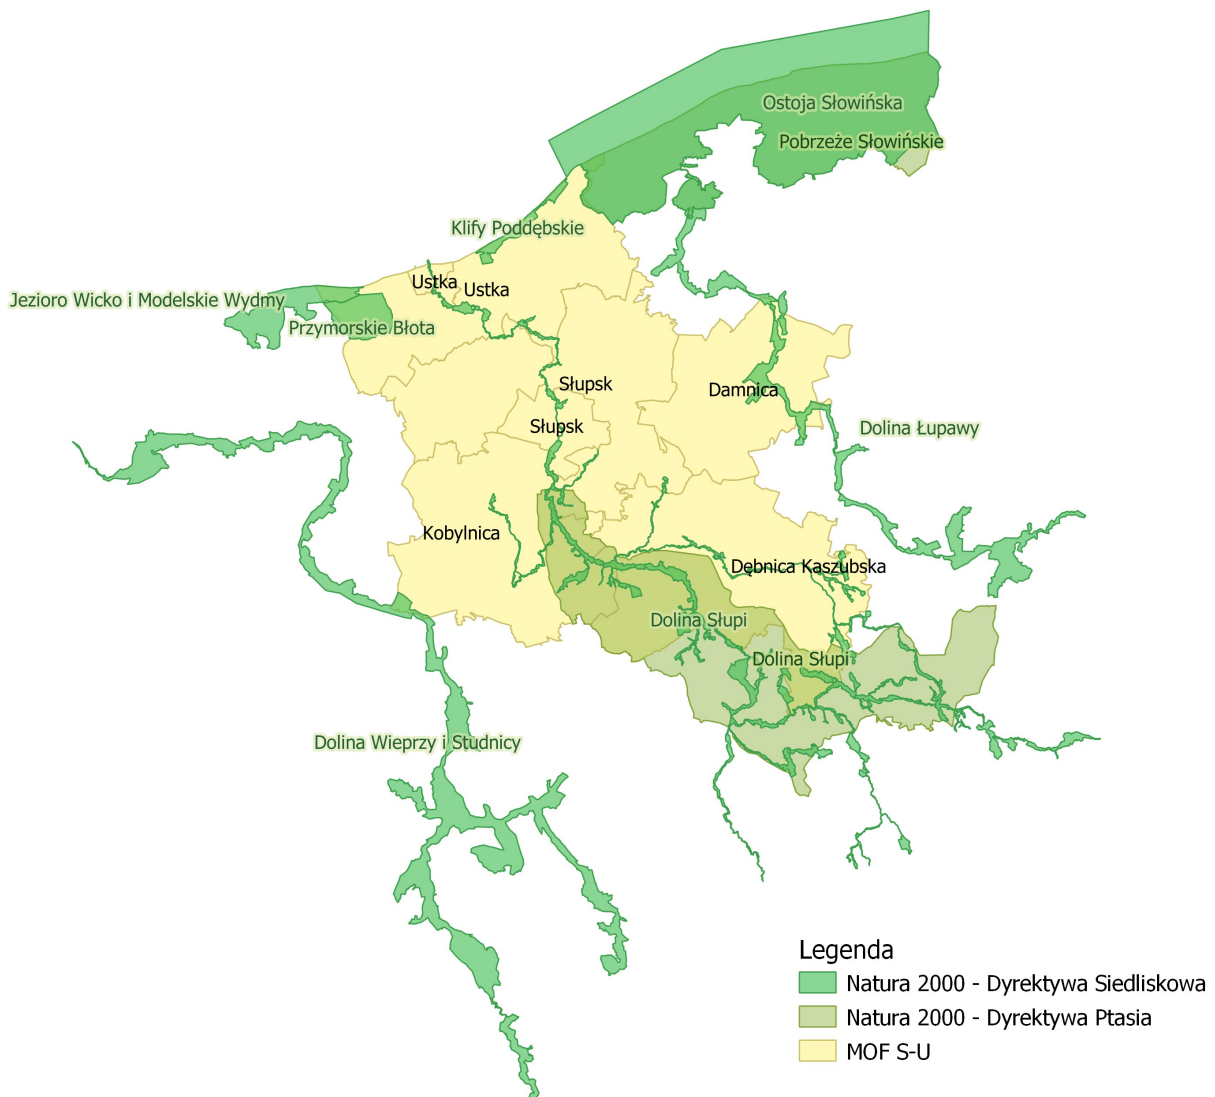 Ostoja Słowińska
Pobrzeże Słowińskie
Klify Poddębskie
Ustka
Ustka
Jezioro Wicko i Modelskie Wydmy
Przymorskie Błota
Słupsk
Damnica
Słupsk
Dolina Łupawy
Kobylnica
Dębnica Kaszubska
Dolina Słupi
Dolina Słupi
Dolina Wieprzy i Studnicy
Legenda
Natura 2000 - Dyrektywa Siedliskowa
Natura 2000 - Dyrektywa Ptasia
MOF S-U